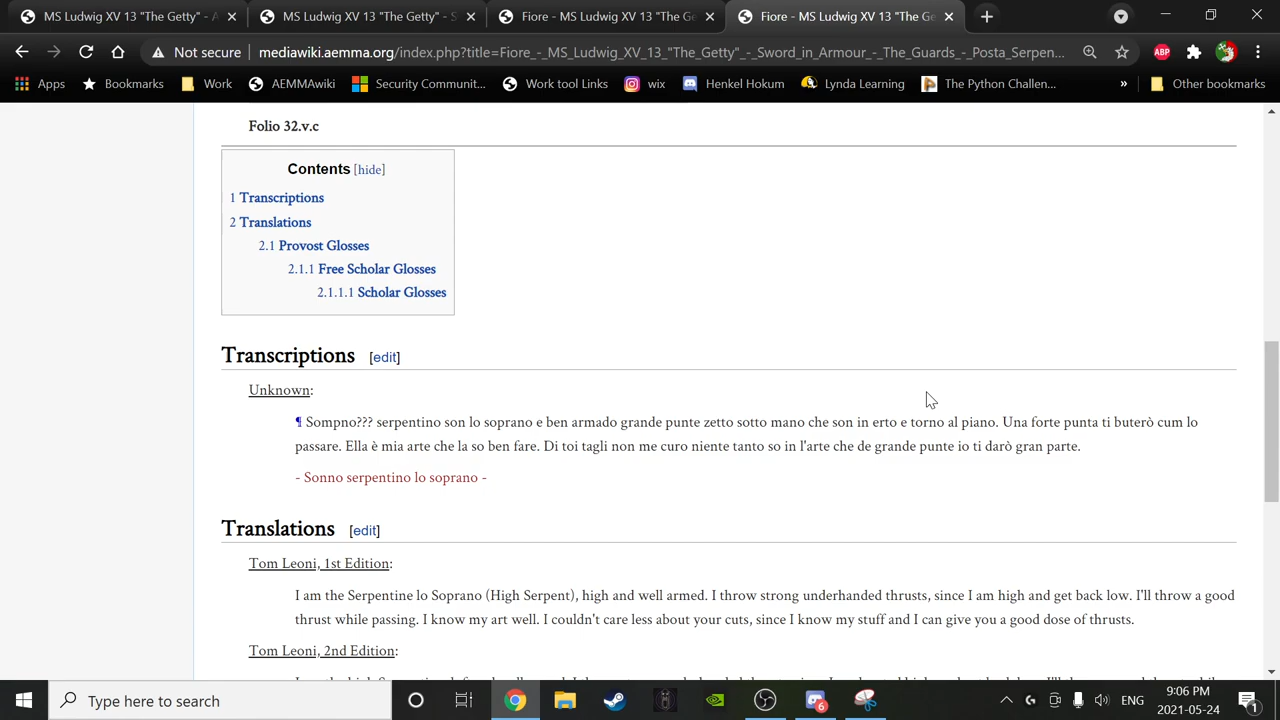 MS Ludwig XV 13 "The Getty" - A
MS Ludwig XV 13 "The Getty" - S
Fiore - MS Ludwig XV 13 "The Ge
Fiore - MS Ludwig XV 13 "The Ge
Not secure | mediawiki.aemma.org/index.php?title=Fiore_-_MS_Ludwig_XV_13_"The_Getty"_-_Sword_in_Armour_-_The_Guards_-_Posta_Serpen...
Apps Bookmarks Work AEMMAwiki Security Communit... Work tool Links wix Henkel Hokum Lynda Learning The Python Challen... » Other bookmarks
Folio 32.v.c
Contents [hide]
1 Transcriptions
2 Translations
2.1 Provost Glosses
2.1.1 Free Scholar Glosses
2.1.1.1 Scholar Glosses
Transcriptions [edit]
Unknown:
¶ Sompno??? serpentino son lo soprano e ben armado grande punte zetto sotto mano che son in erto e torno al piano. Una forte punta ti buterò cum lo
passare. Ella è mia arte che la so ben fare. Di toi tagli non me curo niente tanto so in l'arte che de grande punte io ti darò gran parte.
- Sonno serpentino lo soprano -
Translations [edit]
Tom Leoni, 1st Edition:
I am the Serpentine lo Soprano (High Serpent), high and well armed. I throw strong underhanded thrusts, since I am high and get back low. I'll throw a good
thrust while passing. I know my art well. I couldn't care less about your cuts, since I know my stuff and I can give you a good dose of thrusts.
Tom Leoni, 2nd Edition:
Type here to search
ENG
9:06 PM
2021-05-24
6
1